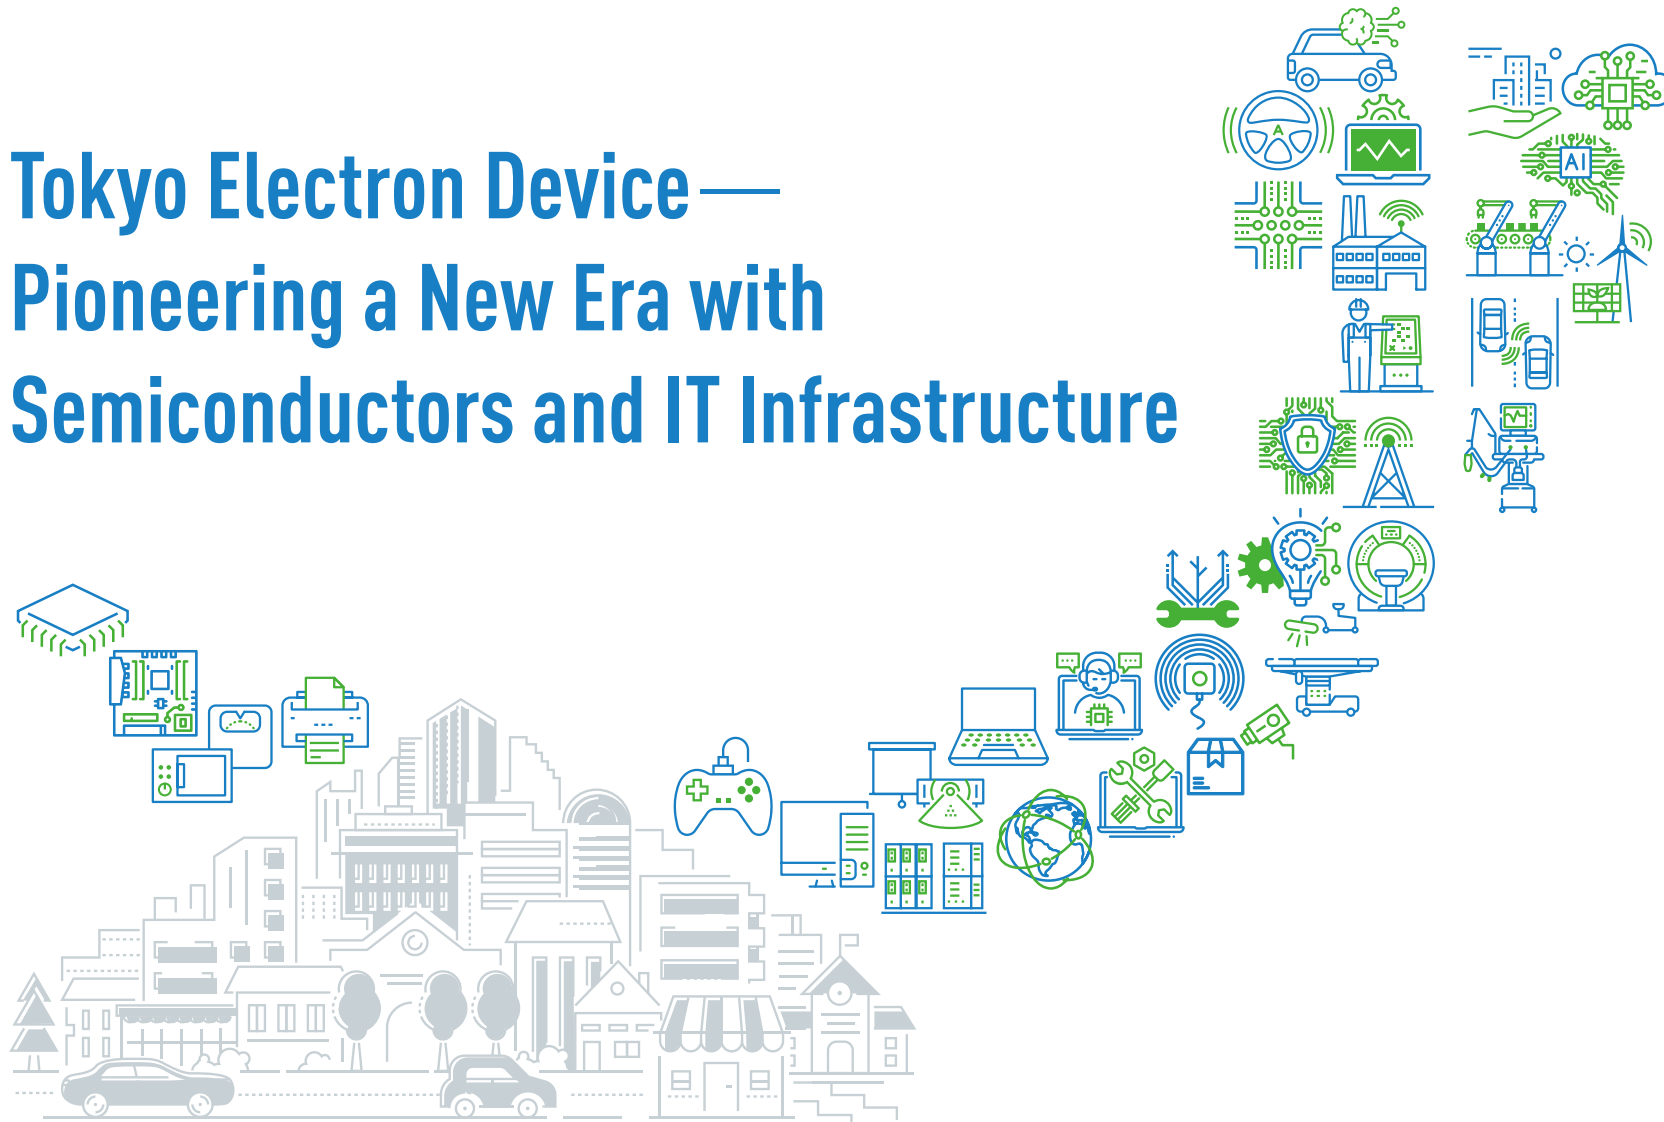 Tokyo Electron Device—
Pioneering a New Era with
Semiconductors and IT Infrastructure
A
AI